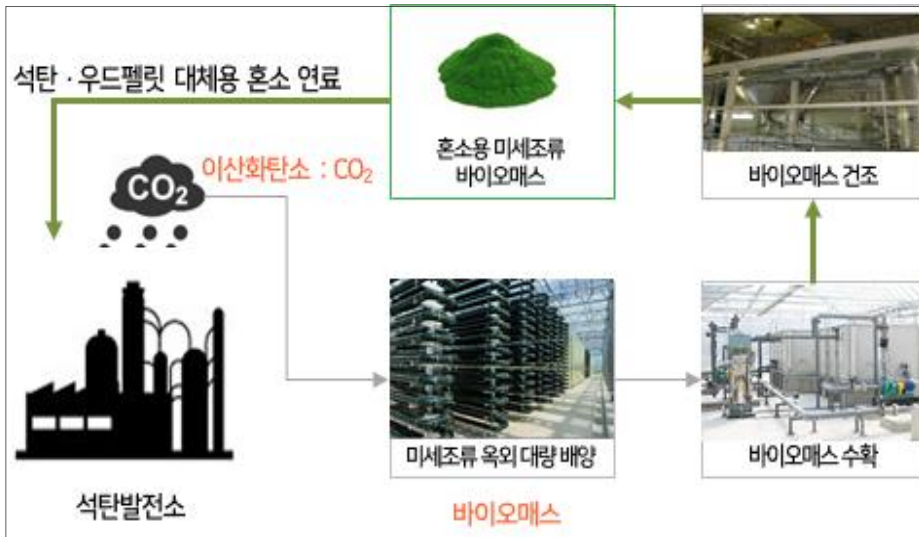 석탄 · 우드펠릿 대체용 혼소 연료
이산화탄소 : CO₂
CO₂
혼소용 미세조류
바이오매스
바이오매스 건조
미세조류 옥외 대량 배양
바이오매스 수확
석탄발전소
바이오매스